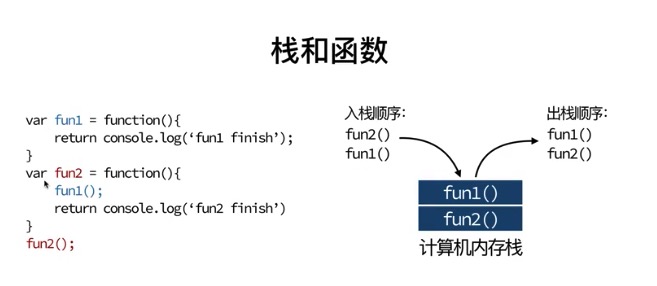 栈和函数
var fun1 = function(){
return console.log(‘fun1 finish’);
}
var fun2 = function(){
fun1();
return console.log(‘fun2 finish’)
}
fun2();
入栈顺序：
fun2()
fun1()
出栈顺序：
fun1()
fun2()
fun1()
fun2()
计算机内存栈